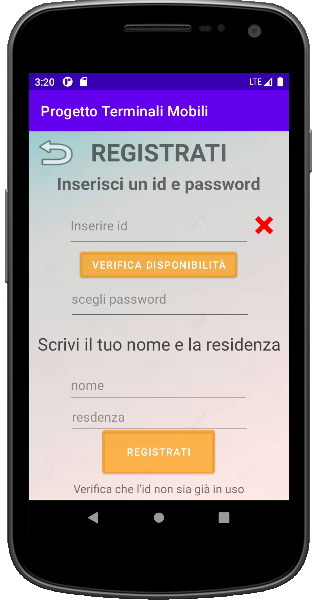 3:20 LTE
Progetto Terminali Mobili
REGISTRATI
Inserisci un id e password
Inserire id
VERIFICA DISPONIBILITÀ
scegli password
Scrivi il tuo nome e la residenza
nome
resdenza
REGISTRATI
Verifica che l'id non sia già in uso